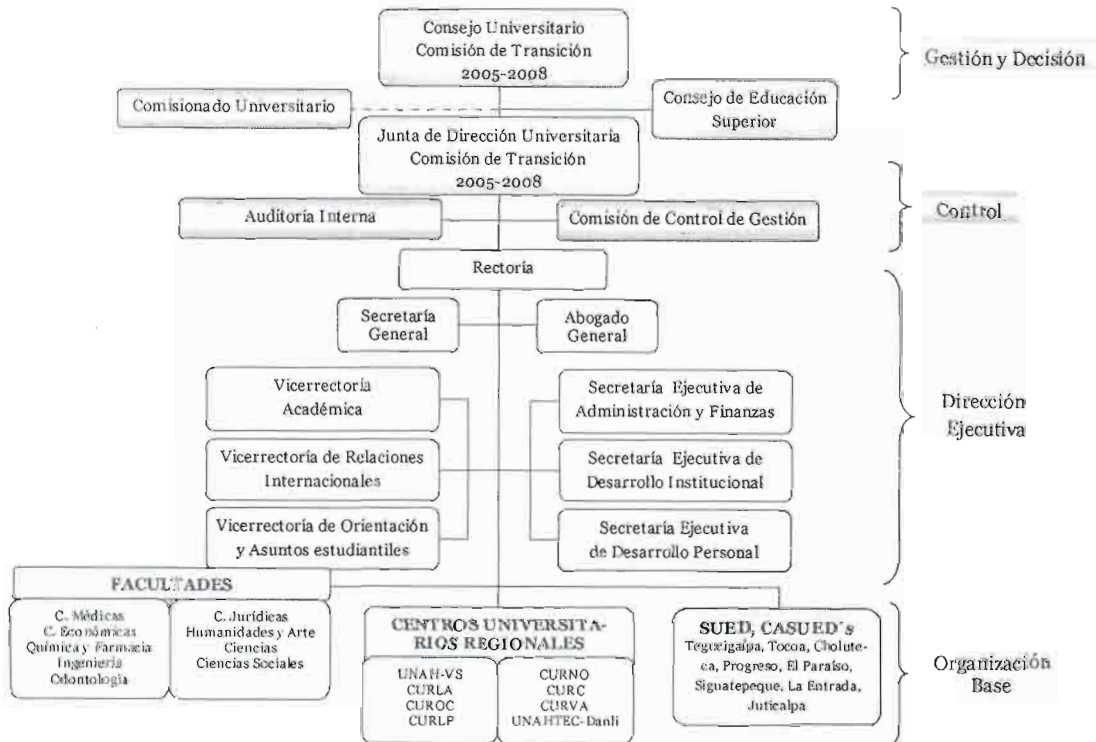 Consejo Universitario
Comisión de Transición
2005-2008
Gestión y Decisión
Comisionado Universitario
Consejo de Educación
Superior
Junta de Dirección Universitaria
Comisión de Transición
2005-2008
Auditoría Interna
Comisión de Control de Gestión
Control
Rectoría
Secretaría
General
Abogado
General
Vicerrectoría
Académica
Secretaría Ejecutiva de
Administración y Finanzas
Vicerrectoría de Relaciones
Internacionales
Secretaría Ejecutiva de
Desarrollo Institucional
Vicerrectoría de Orientación
y Asuntos estudiantiles
Secretaría Ejecutiva
de Desarrollo Personal
Dirección
Ejecutiva
FACULTADES
C. Médicas
C. Económicas
Química y Farmacia
Ingeniería
Odontología
C. Jurídicas
Humanidades y Arte
Ciencias
Ciencias Sociales
CENTROS UNIVERSITA-
RIOS REGIONALES
UNAH-VS
CURLA
CUROC
CURLP
CURNO
CURC
CURVA
UNAHTEC-Danlí
SUED, CASUED's
Tegucigalpa, Tocoa, Cholute-
ca, Progreso, El Paraíso,
Siguatepeque, La Entrada,
Juticalpa
Organización
Base